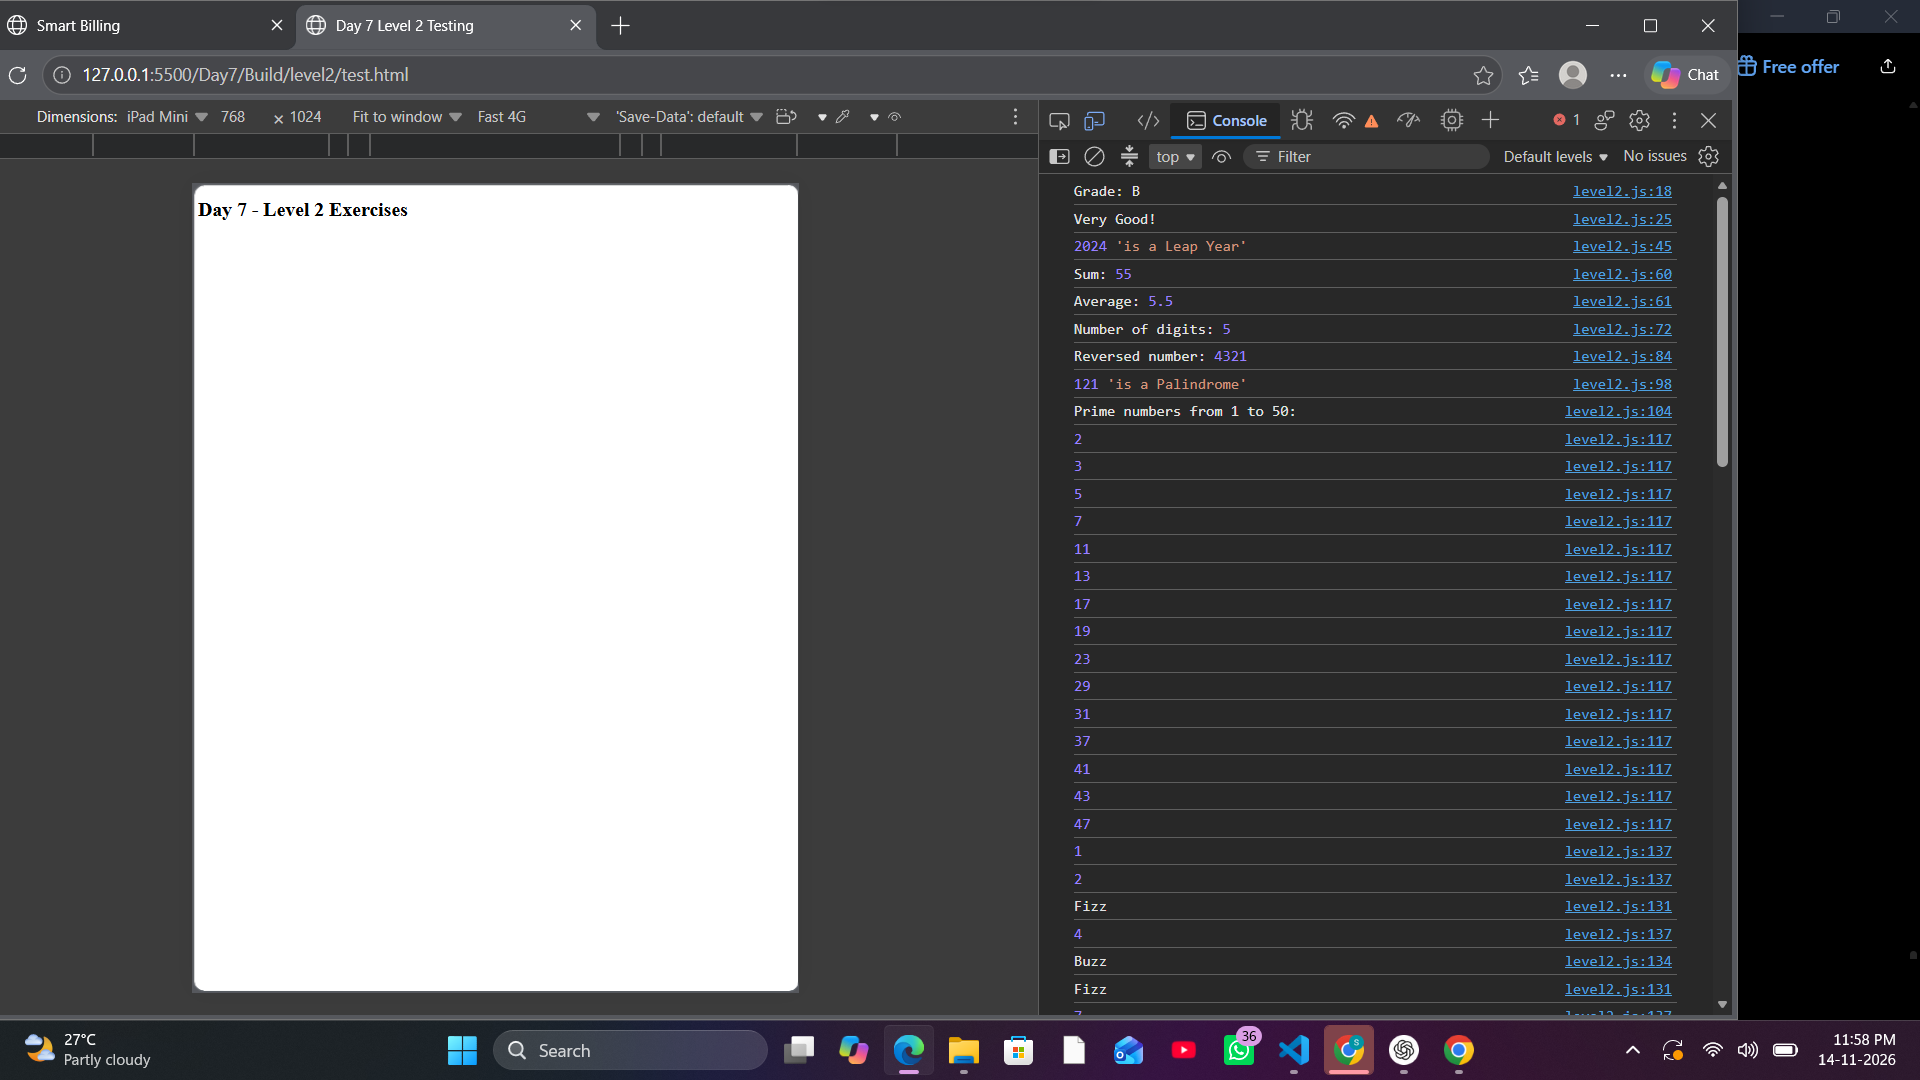 Smart Billing
Day 7 Level 2 Testing
127.0.0.1:5500/Day7/Build/level2/test.html
Chat
Free offer
Dimensions: iPad Mini 768 × 1024 Fit to window Fast 4G 'Save-Data': default
Console
1
top Filter Default levels No issues
Day 7 - Level 2 Exercises
Grade: B level2.js:18
Very Good! level2.js:25
2024 'is a Leap Year' level2.js:45
Sum: 55 level2.js:60
Average: 5.5 level2.js:61
Number of digits: 5 level2.js:72
Reversed number: 4321 level2.js:84
121 'is a Palindrome' level2.js:98
Prime numbers from 1 to 50: level2.js:104
2 level2.js:117
3 level2.js:117
5 level2.js:117
7 level2.js:117
11 level2.js:117
13 level2.js:117
17 level2.js:117
19 level2.js:117
23 level2.js:117
29 level2.js:117
31 level2.js:117
37 level2.js:117
41 level2.js:117
43 level2.js:117
47 level2.js:117
1 level2.js:137
2 level2.js:137
Fizz level2.js:131
4 level2.js:137
Buzz level2.js:134
Fizz level2.js:131
7 level2.js:137
27°C
Partly cloudy
Search
36
11:58 PM
14-11-2026